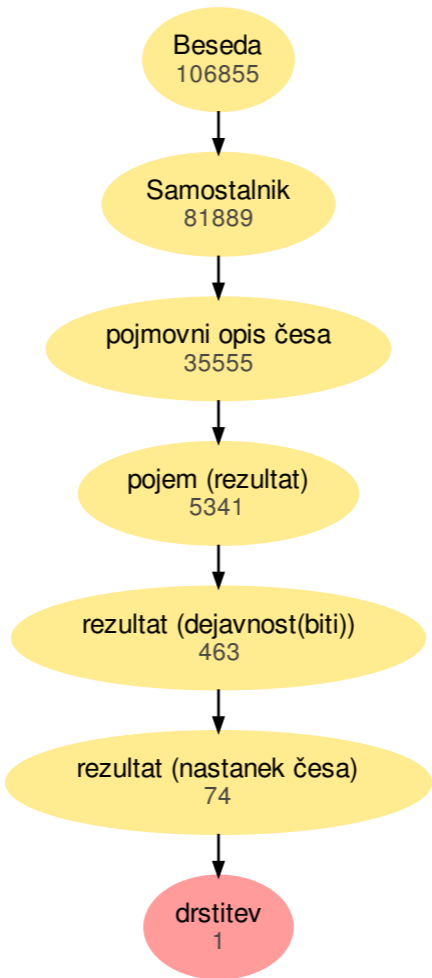 Beseda
106855
Samostalnik
81889
pojmovni opis česa
35555
pojem (rezultat)
5341
rezultat (dejavnost(biti))
463
rezultat (nastanek česa)
74
drstitev
1